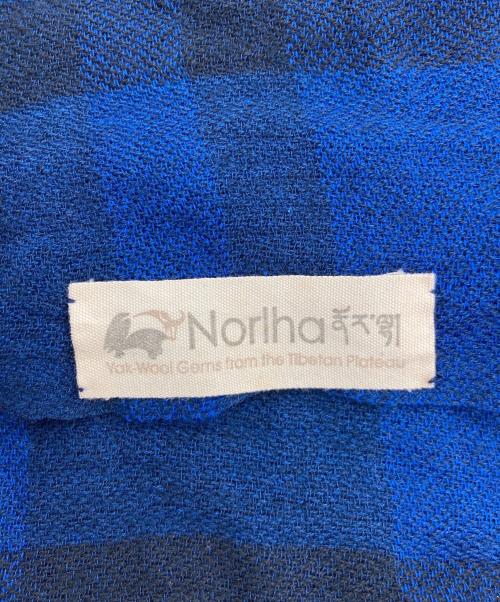 Norlha ནོར་ལྷ།
Yak-Wool Gems from the Tibetan Plateau